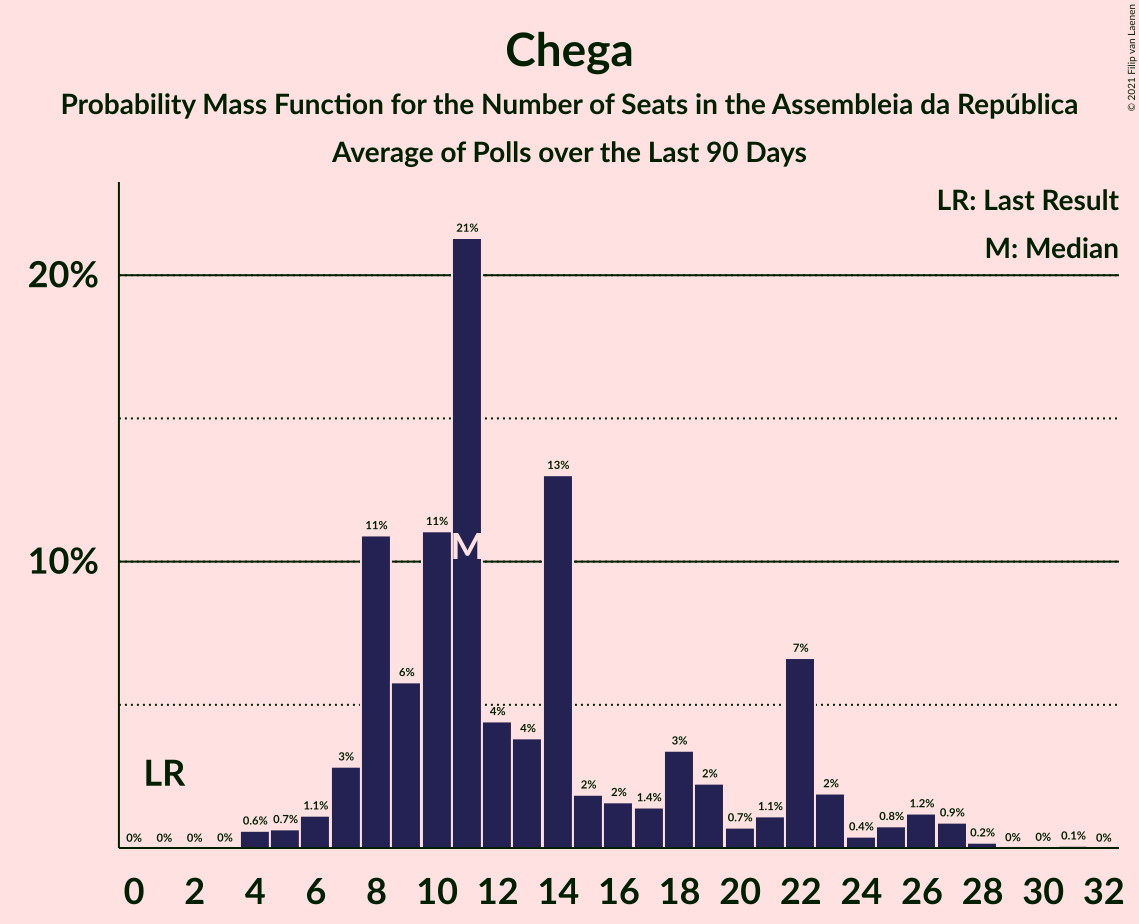 Chega
Probability Mass Function for the Number of Seats in the Assembleia da República
Average of Polls over the Last 90 Days
© 2021 Filip van Laenen
LR: Last Result
M: Median
20%
10%
0% 0% 0% 0% 0.6% 0.7% 1.1% 3% 11% 6% 11% 21% 4% 4% 13% 2% 2% 1.4% 3% 2% 0.7% 1.1% 7% 2% 0.4% 0.8% 1.2% 0.9% 0.2% 0% 0% 0.1% 0%
M
LR
0 2 4 6 8 10 12 14 16 18 20 22 24 26 28 30 32